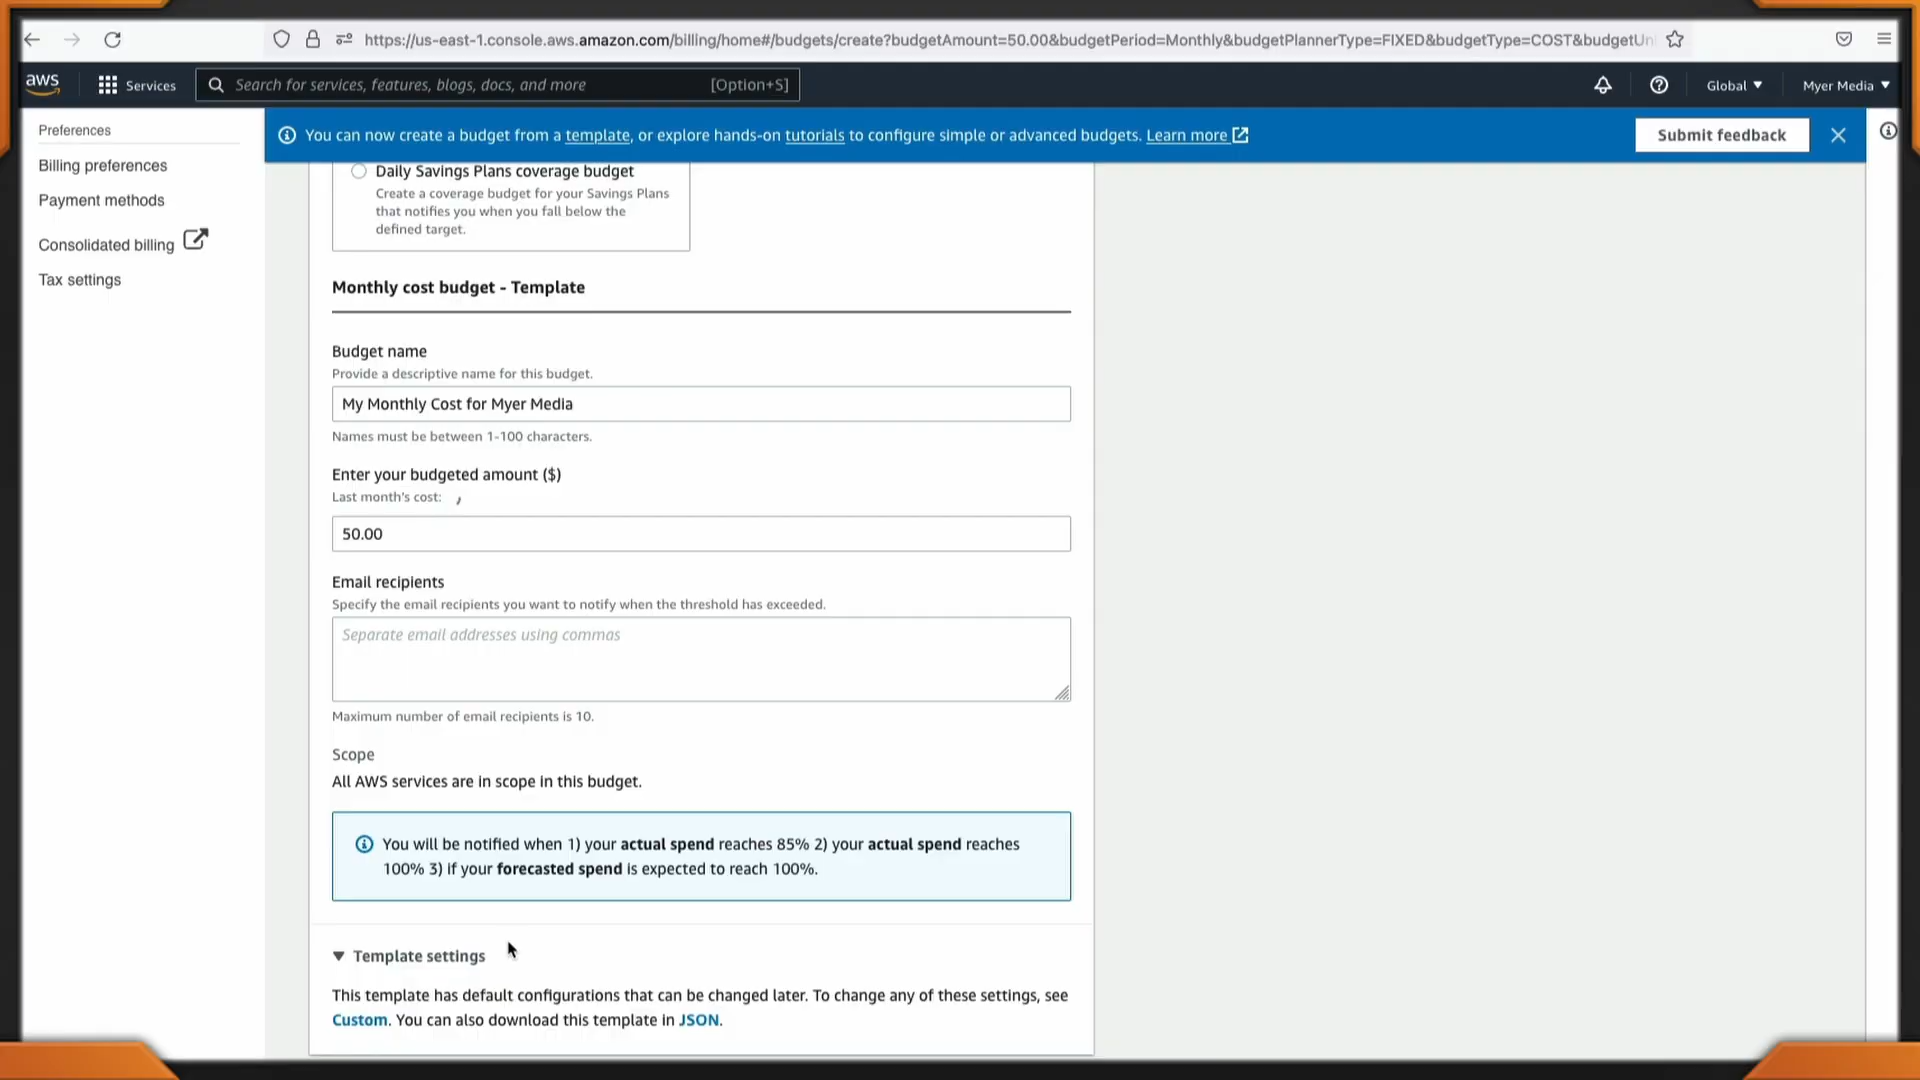 https://us-east-1.console.aws.amazon.com/billing/home#/budgets/create?budgetAmount=50.00&budgetPeriod=Monthly&budgetPlannerType=FIXED&budgetType=COST&budgetUn
aws Services Search for services, features, blogs, docs, and more [Option+S] Global Myer Media
Preferences
Billing preferences
Payment methods
Consolidated billing
Tax settings
You can now create a budget from a template, or explore hands-on tutorials to configure simple or advanced budgets. Learn more Submit feedback
Daily Savings Plans coverage budget
Create a coverage budget for your Savings Plans
that notifies you when you fall below the
defined target.
Monthly cost budget - Template
Budget name
Provide a descriptive name for this budget.
My Monthly Cost for Myer Media
Names must be between 1-100 characters.
Enter your budgeted amount ($)
Last month's cost:
50.00
Email recipients
Specify the email recipients you want to notify when the threshold has exceeded.
Separate email addresses using commas
Maximum number of email recipients is 10.
Scope
All AWS services are in scope in this budget.
You will be notified when 1) your actual spend reaches 85% 2) your actual spend reaches
100% 3) if your forecasted spend is expected to reach 100%.
Template settings
This template has default configurations that can be changed later. To change any of these settings, see
Custom. You can also download this template in JSON.